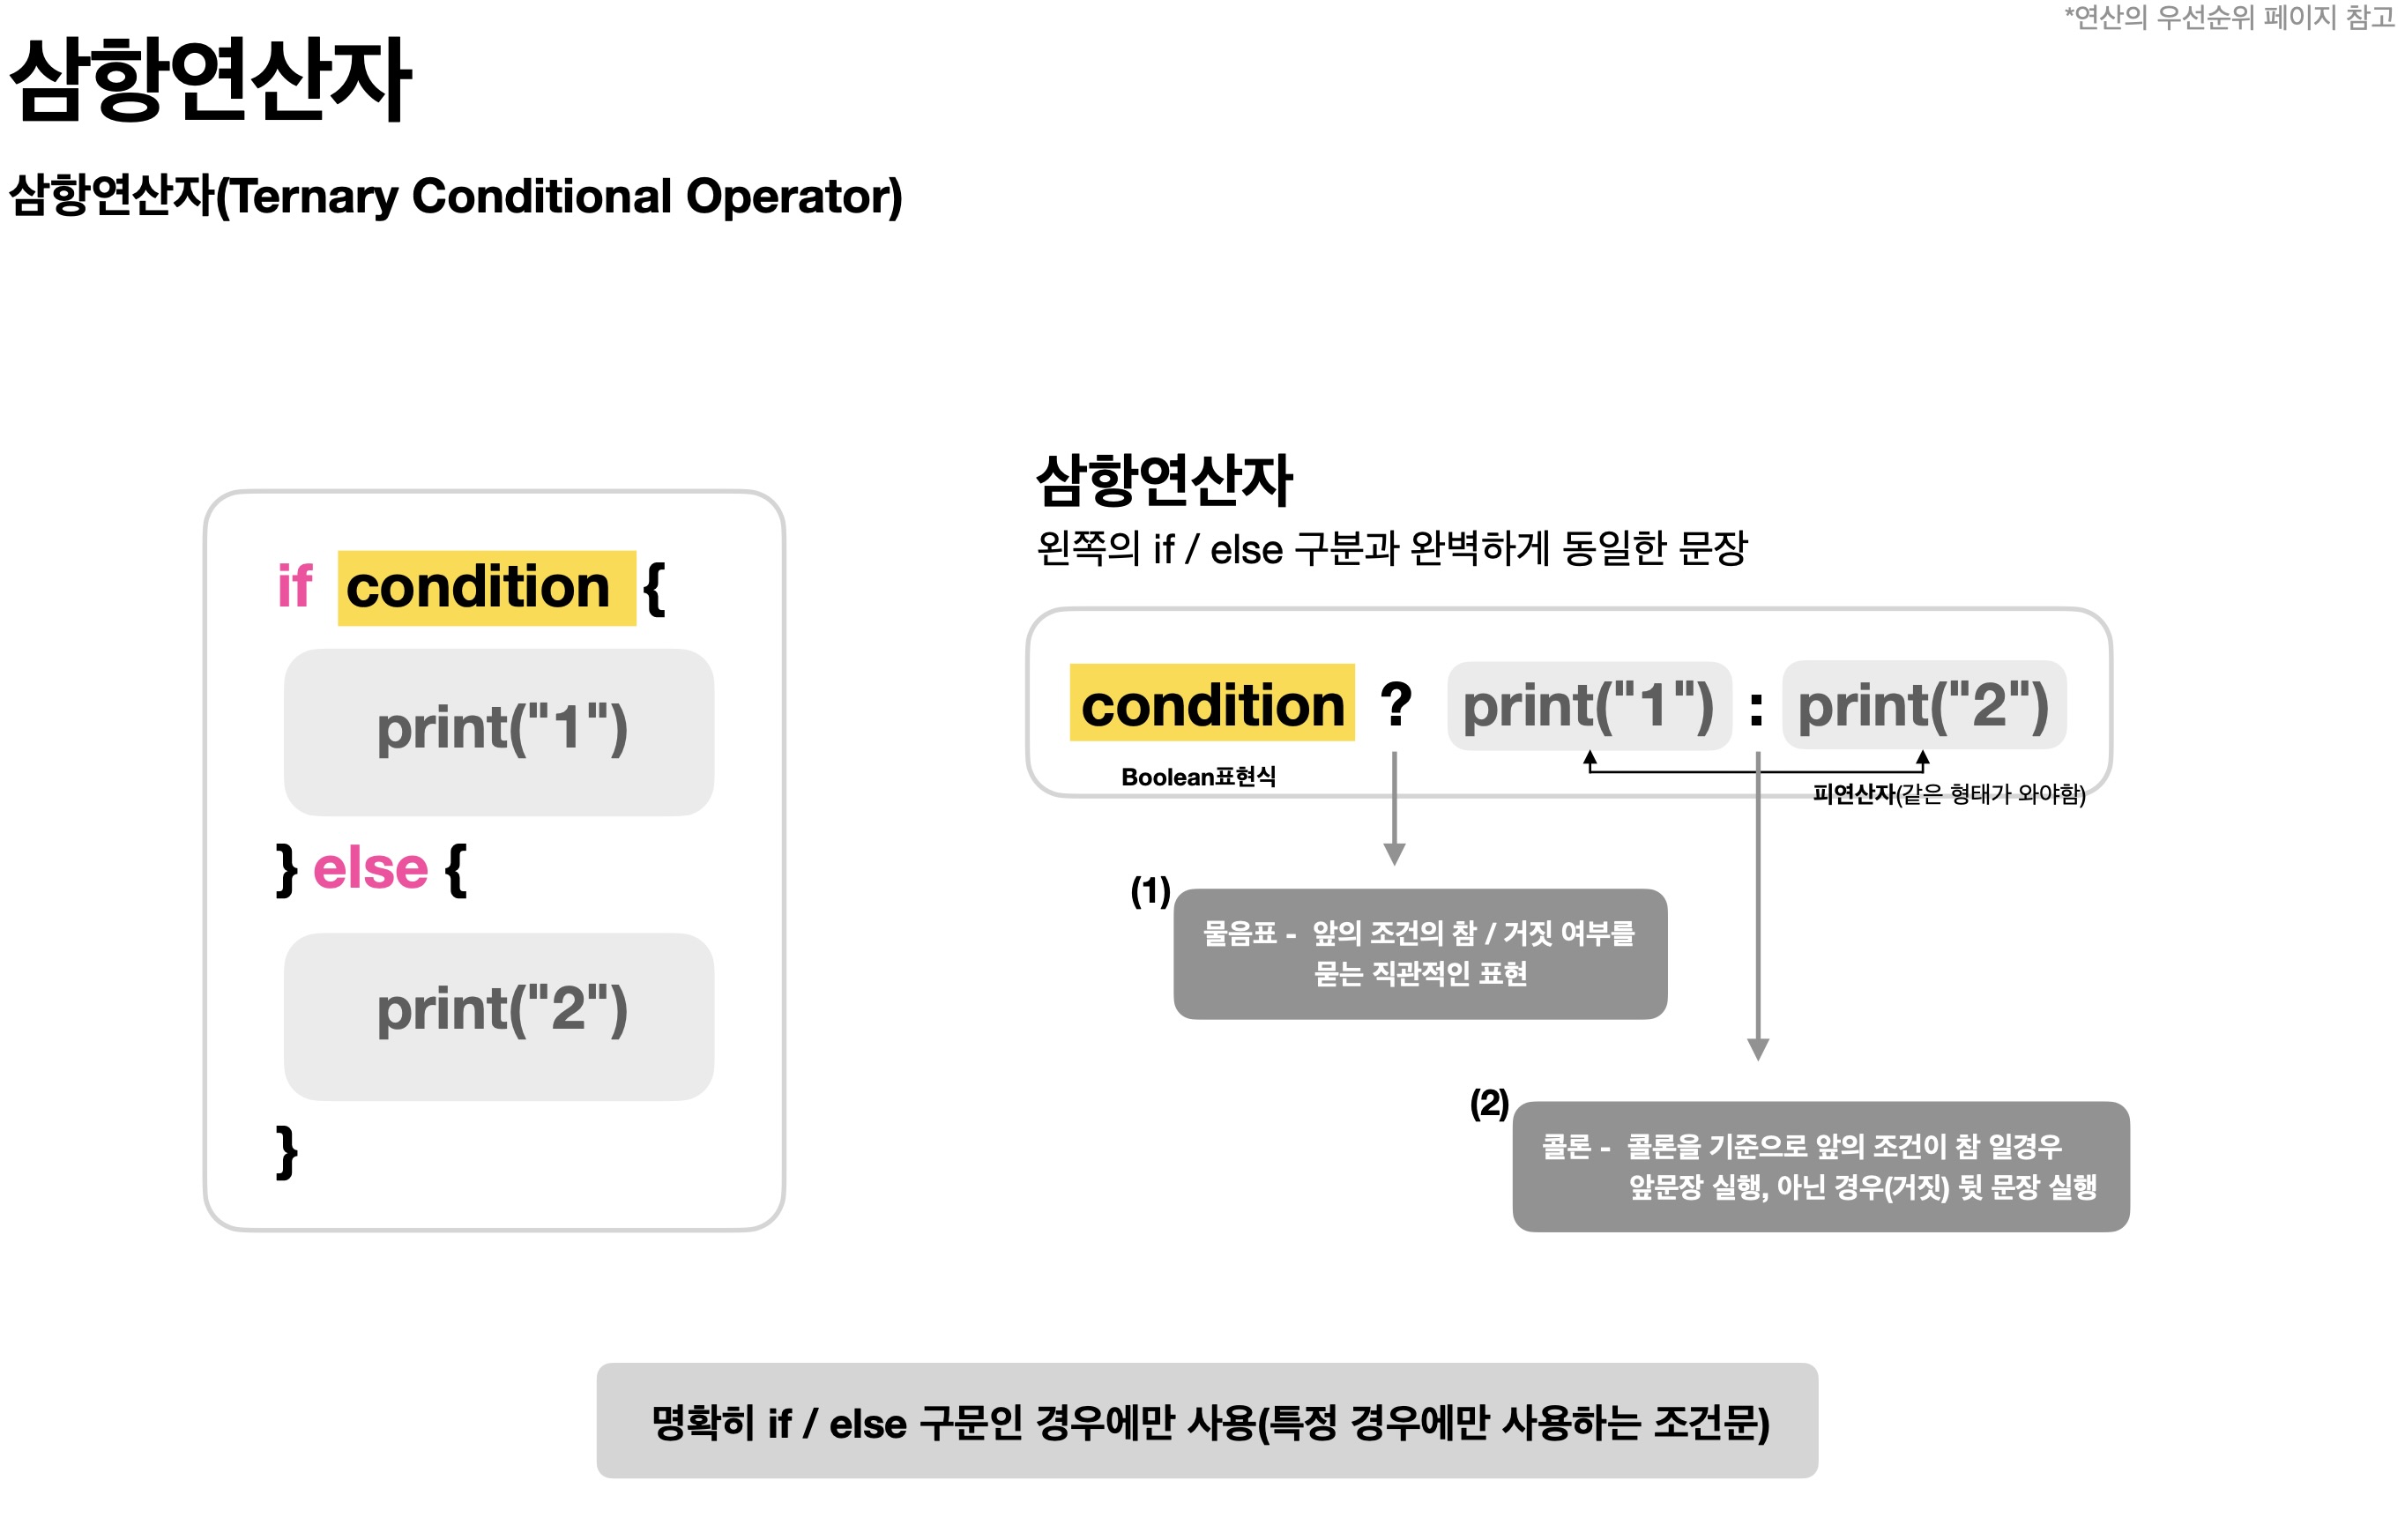 *연산의 우선순위 페이지 참고
삼항연산자
삼항연산자(Ternary Conditional Operator)
if condition {
print("1")
} else {
print("2")
}
삼항연산자
왼쪽의 if / else 구분과 완벽하게 동일한 문장
condition ? print("1") : print("2")
Boolean표현식
피연산자(같은 형태가 와야함)
(1)
물음표 - 앞의 조건의 참 / 거짓 여부를
묻는 직관적인 표현
(2)
콜론 - 콜론을 기준으로 앞의 조건이 참 일경우
앞문장 실행, 아닌 경우(거짓) 뒷 문장 실행
명확히 if / else 구문인 경우에만 사용(특정 경우에만 사용하는 조건문)